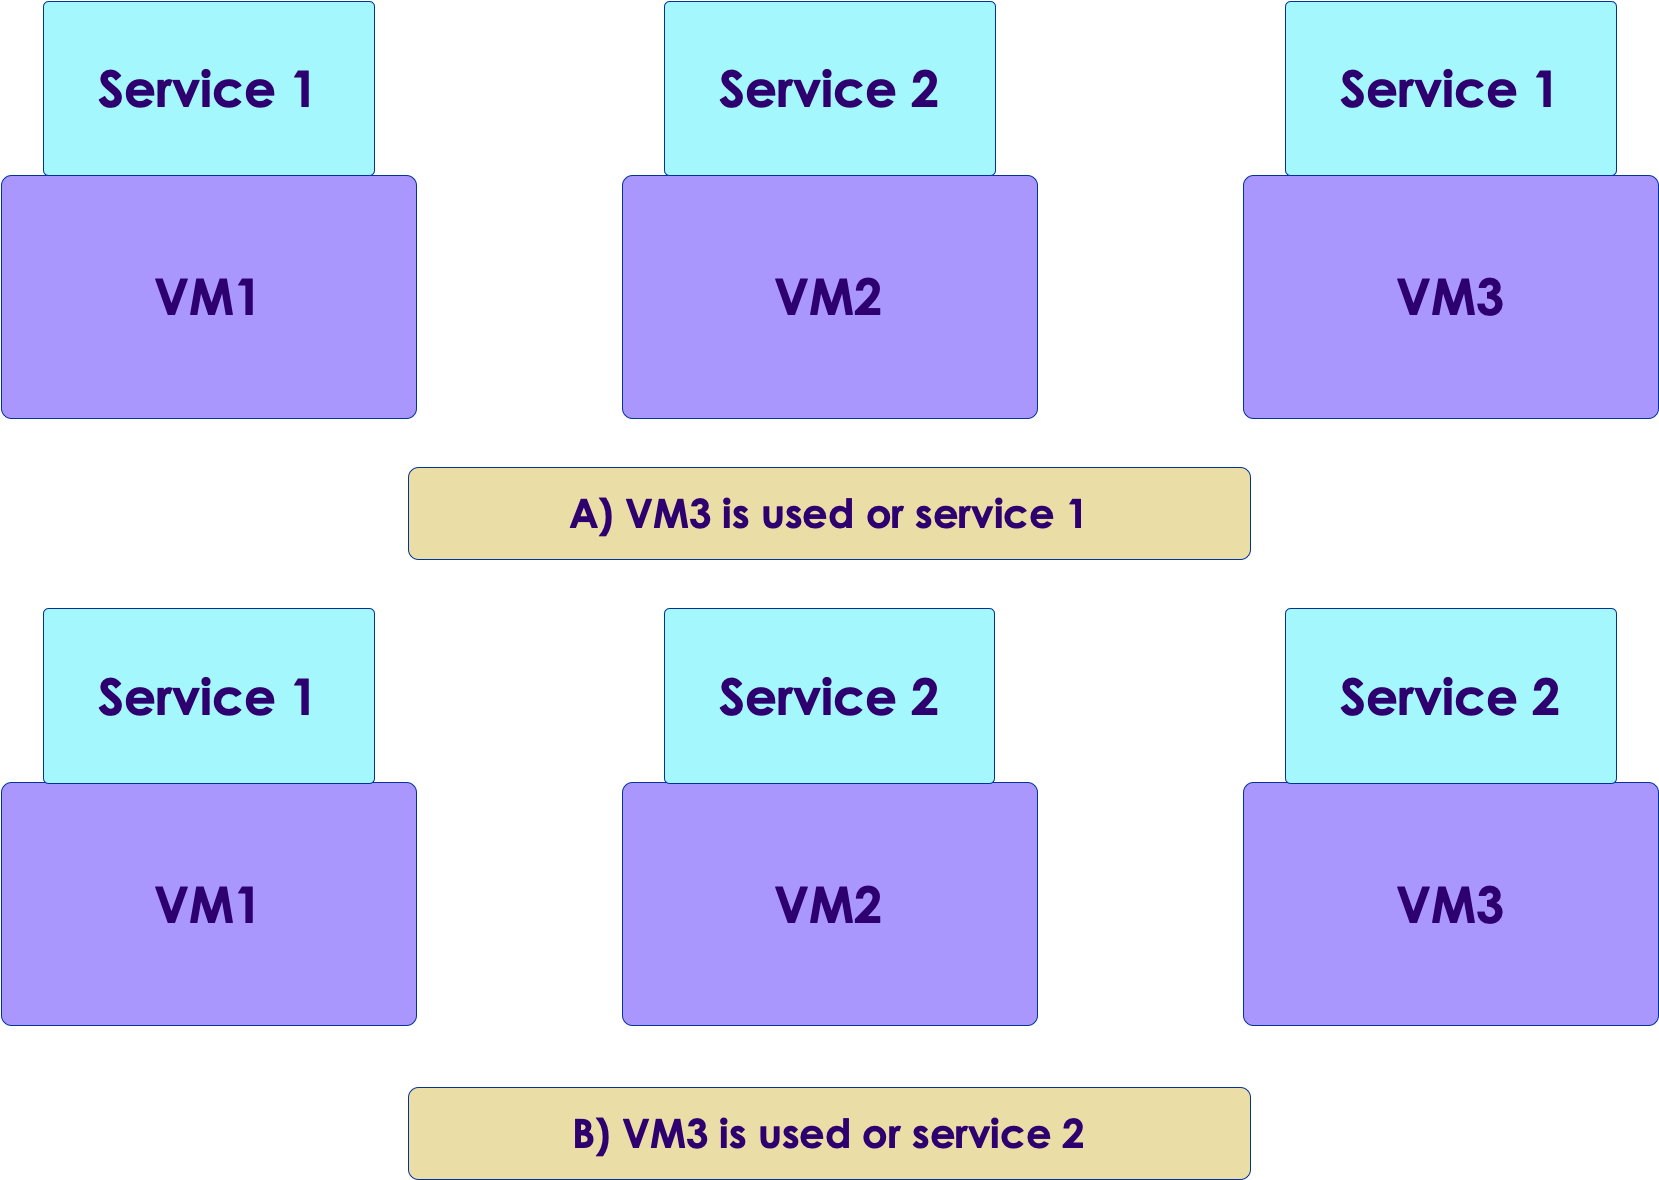 Service 1
Service 2
Service 1
VM1
VM2
VM3
A) VM3 is used or service 1
Service 1
Service 2
Service 2
VM1
VM2
VM3
B) VM3 is used or service 2